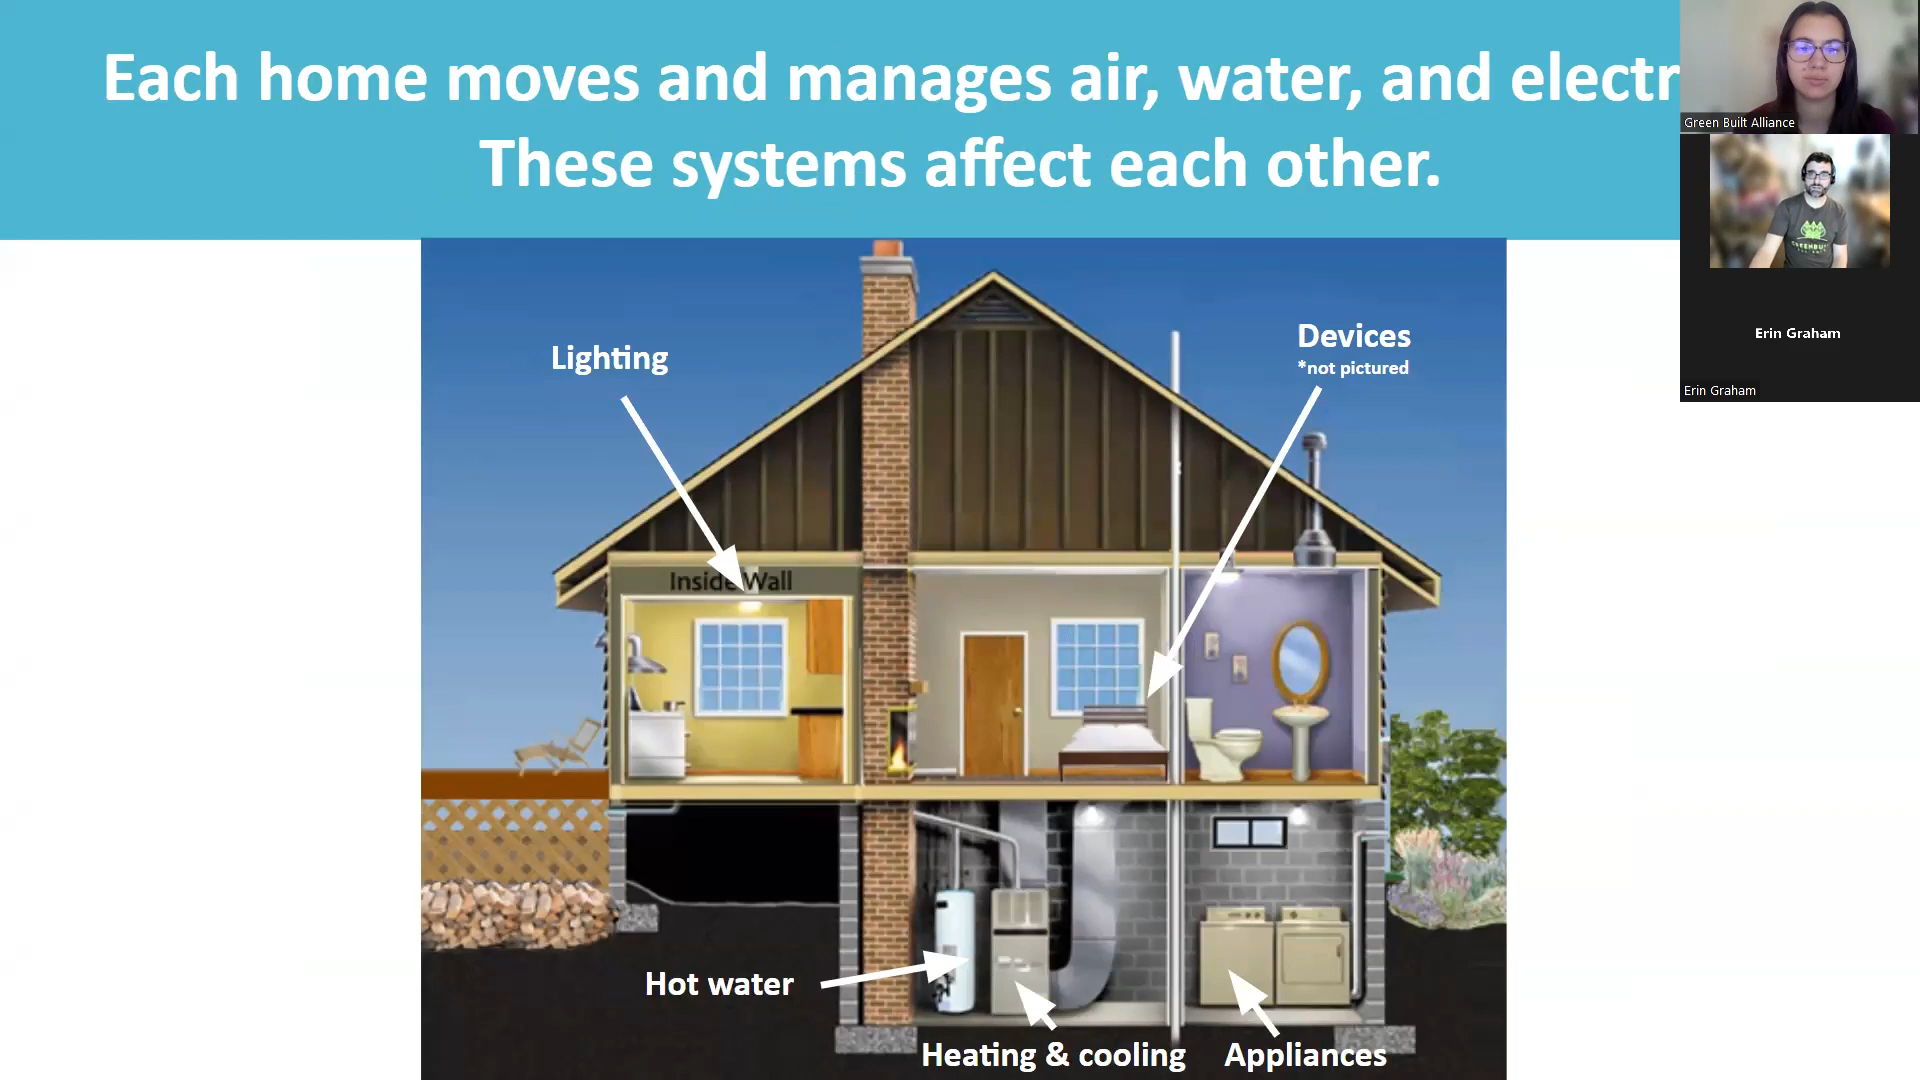 Each home moves and manages air, water, and electr
These systems affect each other.
Green Built Alliance
Erin Graham
Erin Graham
Lighting
Devices
*not pictured
Inside Wall
Hot water
Heating & cooling
Appliances